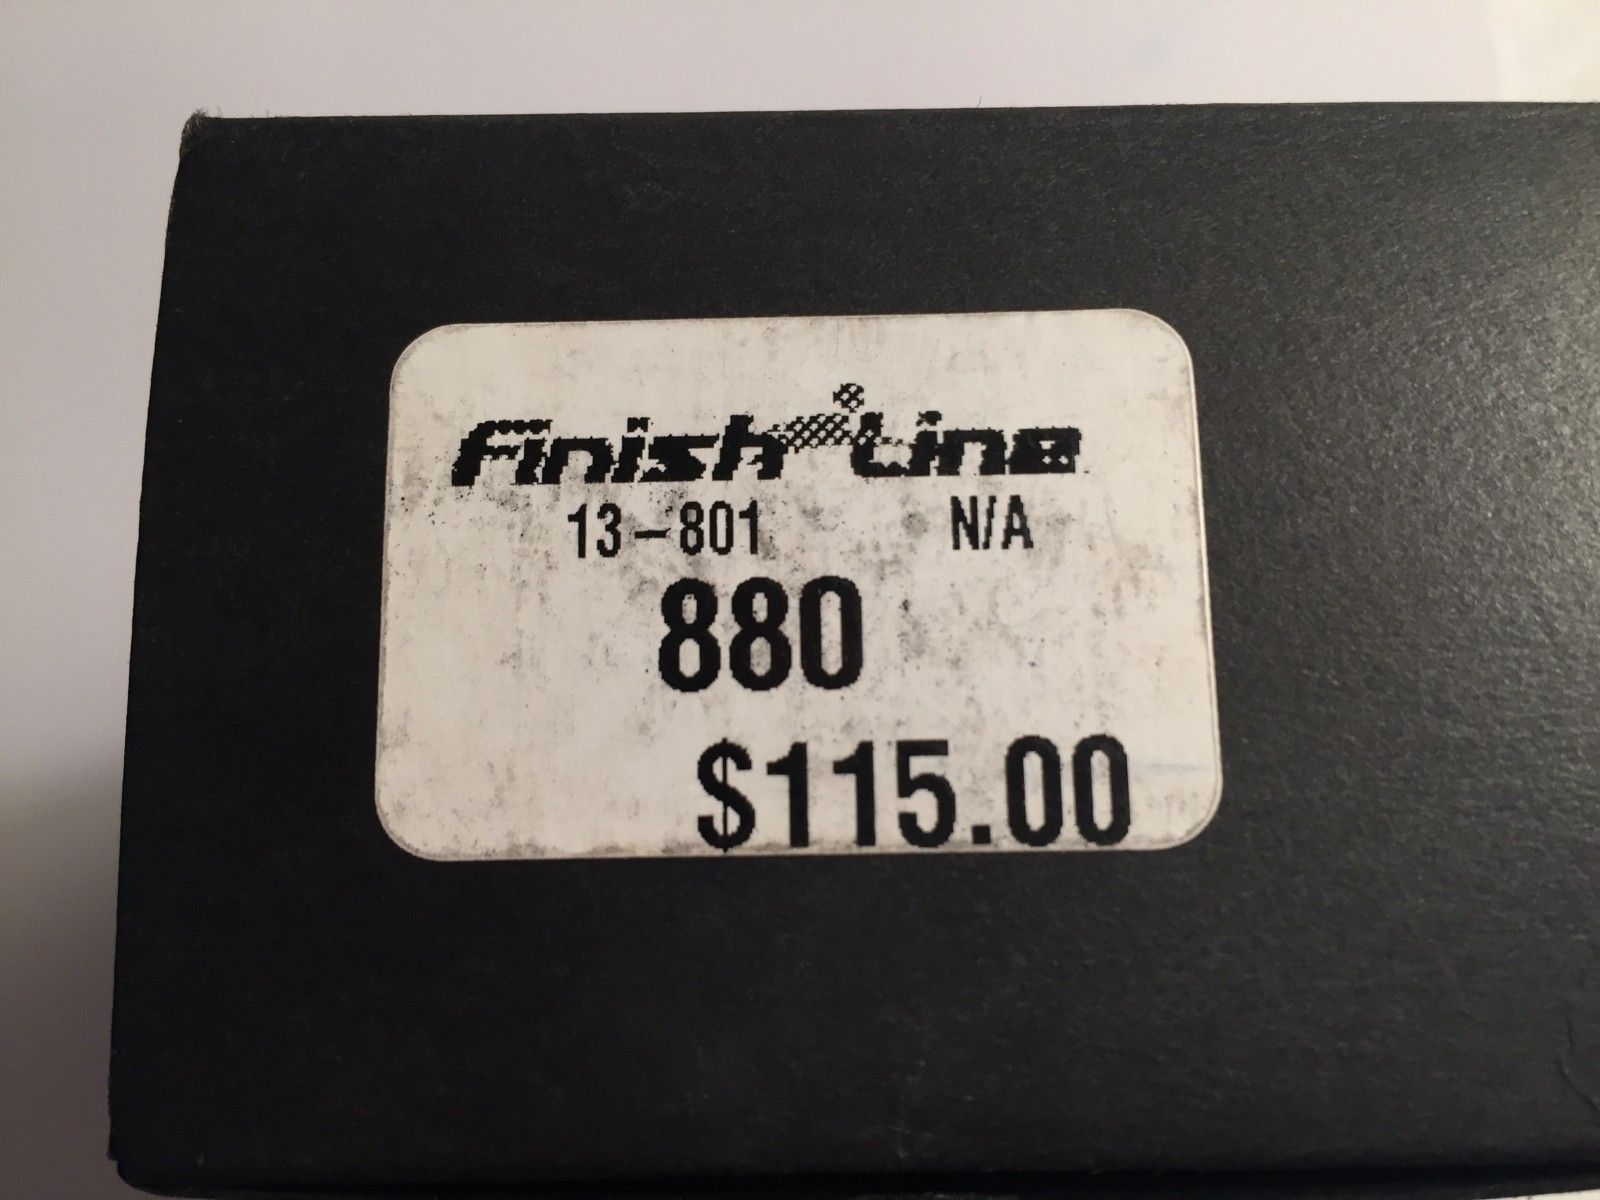 Finish Line
13-801 N/A
880
$115.00